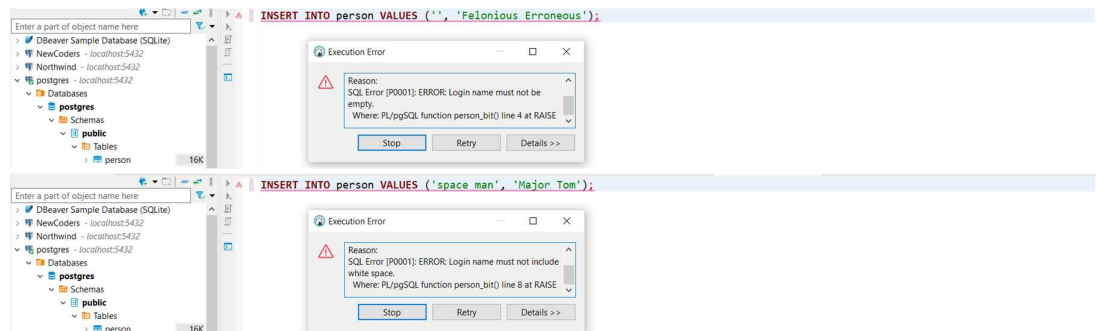 INSERT INTO person VALUES ('', 'Felonious Erroneous');
Enter a part of object name here
DBeaver Sample Database (SQLite)
NewCoders - localhost:5432
Northwind - localhost:5432
postgres - localhost:5432
Databases
postgres
Schemas
public
Tables
person 16K
Execution Error
Reason:
SQL Error [P0001]: ERROR: Login name must not be
empty.
Where: PL/pgSQL function person_bit() line 4 at RAISE
Stop Retry Details >>
INSERT INTO person VALUES ('space man', 'Major Tom');
Enter a part of object name here
DBeaver Sample Database (SQLite)
NewCoders - localhost:5432
Northwind - localhost:5432
postgres - localhost:5432
Databases
postgres
Schemas
public
Tables
person 16K
Execution Error
Reason:
SQL Error [P0001]: ERROR: Login name must not include
white space.
Where: PL/pgSQL function person_bit() line 8 at RAISE
Stop Retry Details >>